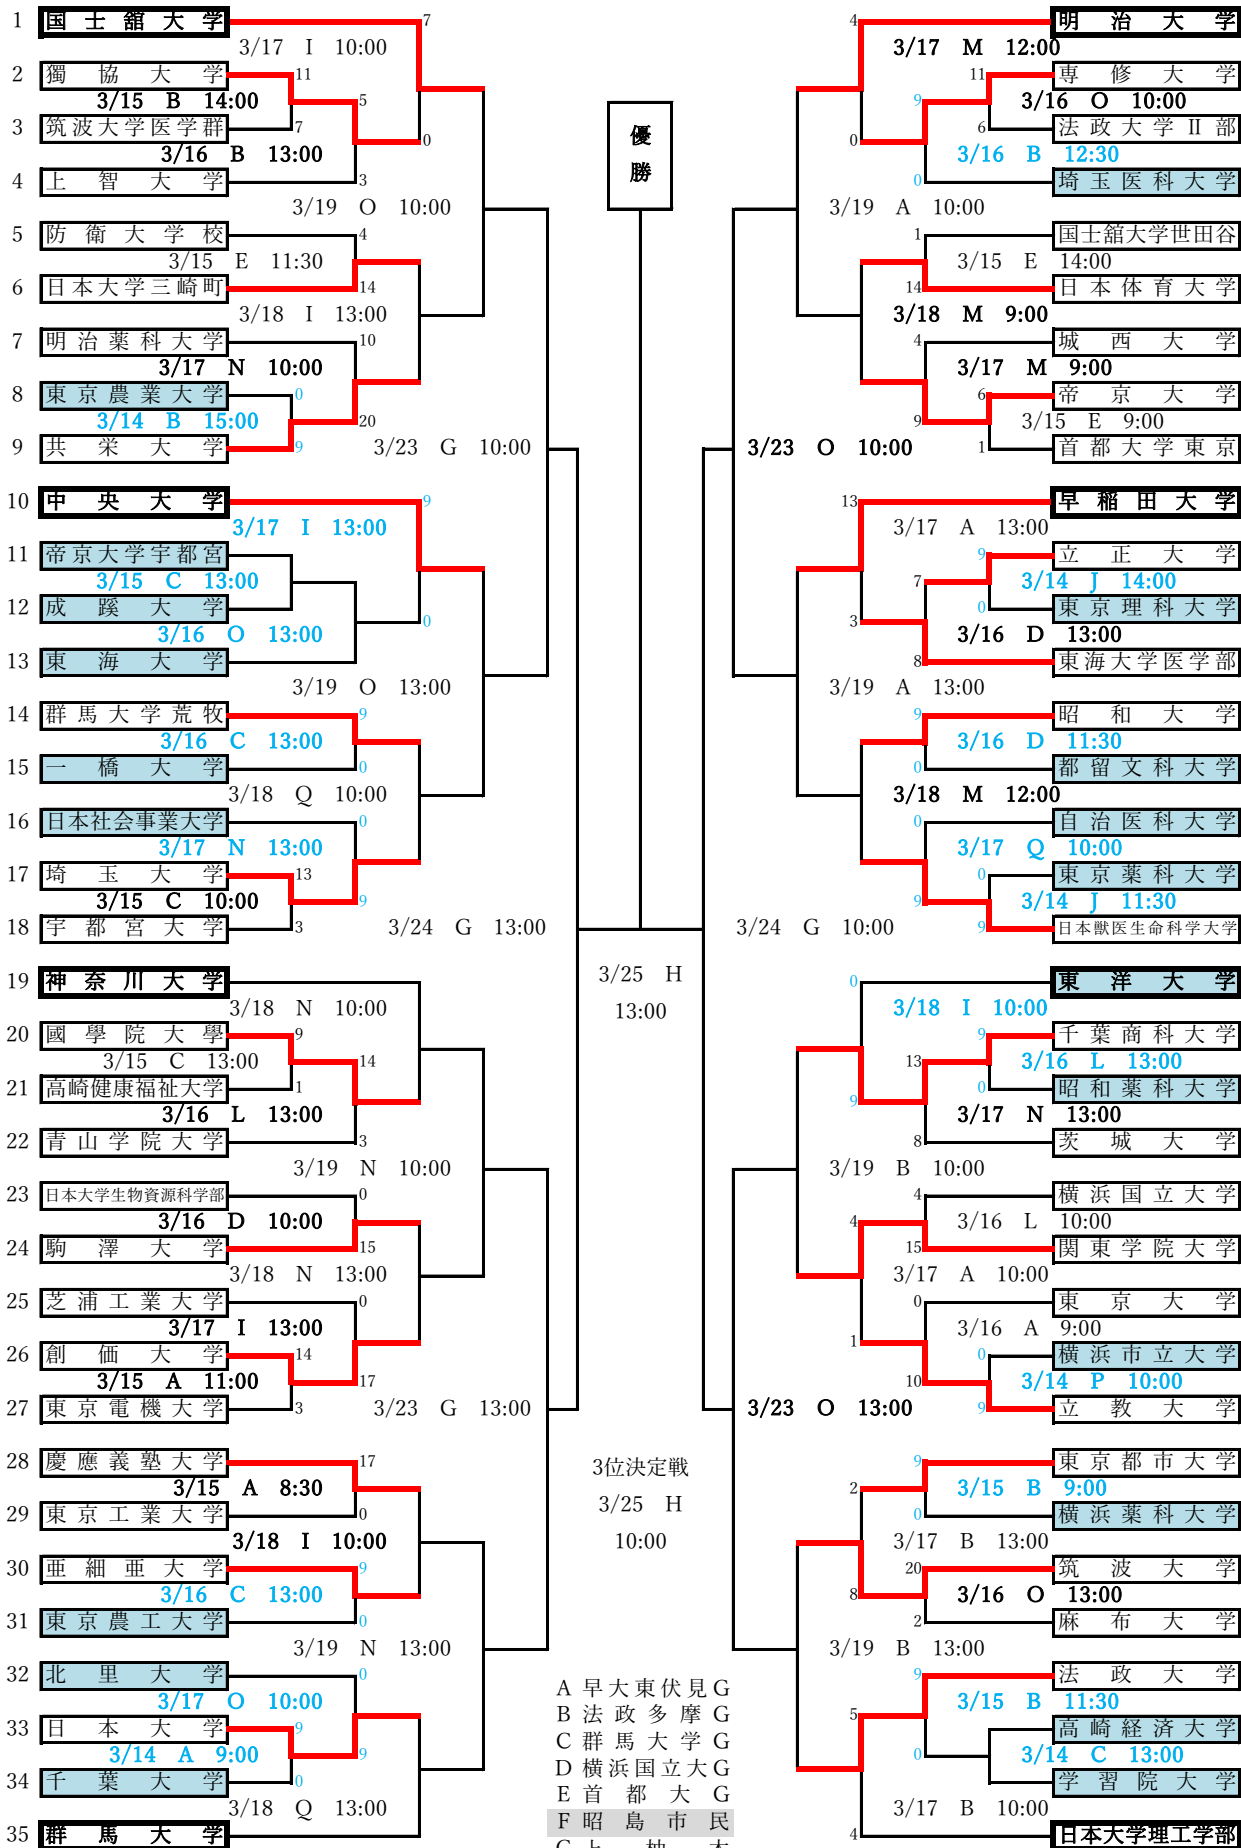 1 国士舘大学 7
3/17 I 10:00
2 獨協大学 11
3/15 B 14:00 5
3 筑波大学医学群 7
3/16 B 13:00 0
4 上智大学 3
3/19 O 10:00
5 防衛大学校 4
3/15 E 11:30
6 日本大学三崎町 14
3/18 I 13:00
7 明治薬科大学 10
3/17 N 10:00
8 東京農業大学 0
3/14 B 15:00 20
9 共栄大学 9
3/23 G 10:00
10 中央大学 9
3/17 I 13:00
11 帝京大学宇都宮
3/15 C 13:00
12 成蹊大学
3/16 O 13:00 0
13 東海大学
3/19 O 13:00
14 群馬大学荒牧 9
3/16 C 13:00
15 一橋大学 0
3/18 Q 10:00
16 日本社会事業大学 0
3/17 N 13:00
17 埼玉大学 13
3/15 C 10:00 9
18 宇都宮大学 3
3/24 G 13:00
19 神奈川大学
3/18 N 10:00
20 國學院大學 9
3/15 C 13:00 14
21 高崎健康福祉大学 1
3/16 L 13:00
22 青山学院大学 3
3/19 N 10:00
23 日本大学生物資源科学部 0
3/16 D 10:00
24 駒澤大学 15
3/18 N 13:00
25 芝浦工業大学 0
3/17 I 13:00
26 創価大学 14
3/15 A 11:00 17
27 東京電機大学 3
3/23 G 13:00
28 慶應義塾大学 17
3/15 A 8:30
29 東京工業大学 0
3/18 I 10:00
30 亜細亜大学 9
3/16 C 13:00
31 東京農工大学 0
3/19 N 13:00
32 北里大学 0
3/17 O 10:00
33 日本大学 9
3/14 A 9:00 9
34 千葉大学 0
3/18 Q 13:00
35 群馬大学
優
勝
3/25 H
13:00
3位決定戦
3/25 H
10:00
A 早大東伏見G
B 法政多摩G
C 群馬大学G
D 横浜国立大G
E 首都大G
F 昭島市民
4 明治大学
3/17 M 12:00
11 専修大学
9 3/16 O 10:00
0 6 法政大学Ⅱ部
3/16 B 12:30
0 埼玉医科大学
3/19 A 10:00
1 国士舘大学世田谷
3/15 E 14:00
14 日本体育大学
3/18 M 9:00
4 城西大学
3/17 M 9:00
6 帝京大学
9 3/15 E 9:00
1 首都大学東京
3/23 O 10:00
13 早稲田大学
3/17 A 13:00
9 立正大学
7 3/14 J 14:00
0 東京理科大学
3 3/16 D 13:00
8 東海大学医学部
3/19 A 13:00
9 昭和大学
3/16 D 11:30
0 都留文科大学
3/18 M 12:00
0 自治医科大学
3/17 Q 10:00
0 東京薬科大学
9 3/14 J 11:30
9 日本獣医生命科学大学
3/24 G 10:00
0 東洋大学
3/18 I 10:00
9 千葉商科大学
13 3/16 L 13:00
9 0 昭和薬科大学
3/17 N 13:00
8 茨城大学
3/19 B 10:00
4 横浜国立大学
4 3/16 L 10:00
15 関東学院大学
3/17 A 10:00
0 東京大学
3/16 A 9:00
1 0 横浜市立大学
10 3/14 P 10:00
9 立教大学
3/23 O 13:00
9 東京都市大学
2 3/15 B 9:00
0 横浜薬科大学
3/17 B 13:00
20 筑波大学
8 3/16 O 13:00
2 麻布大学
3/19 B 13:00
9 法政大学
3/15 B 11:30
5 高崎経済大学
0 3/14 C 13:00
学習院大学
3/17 B 10:00
4 日本大学理工学部